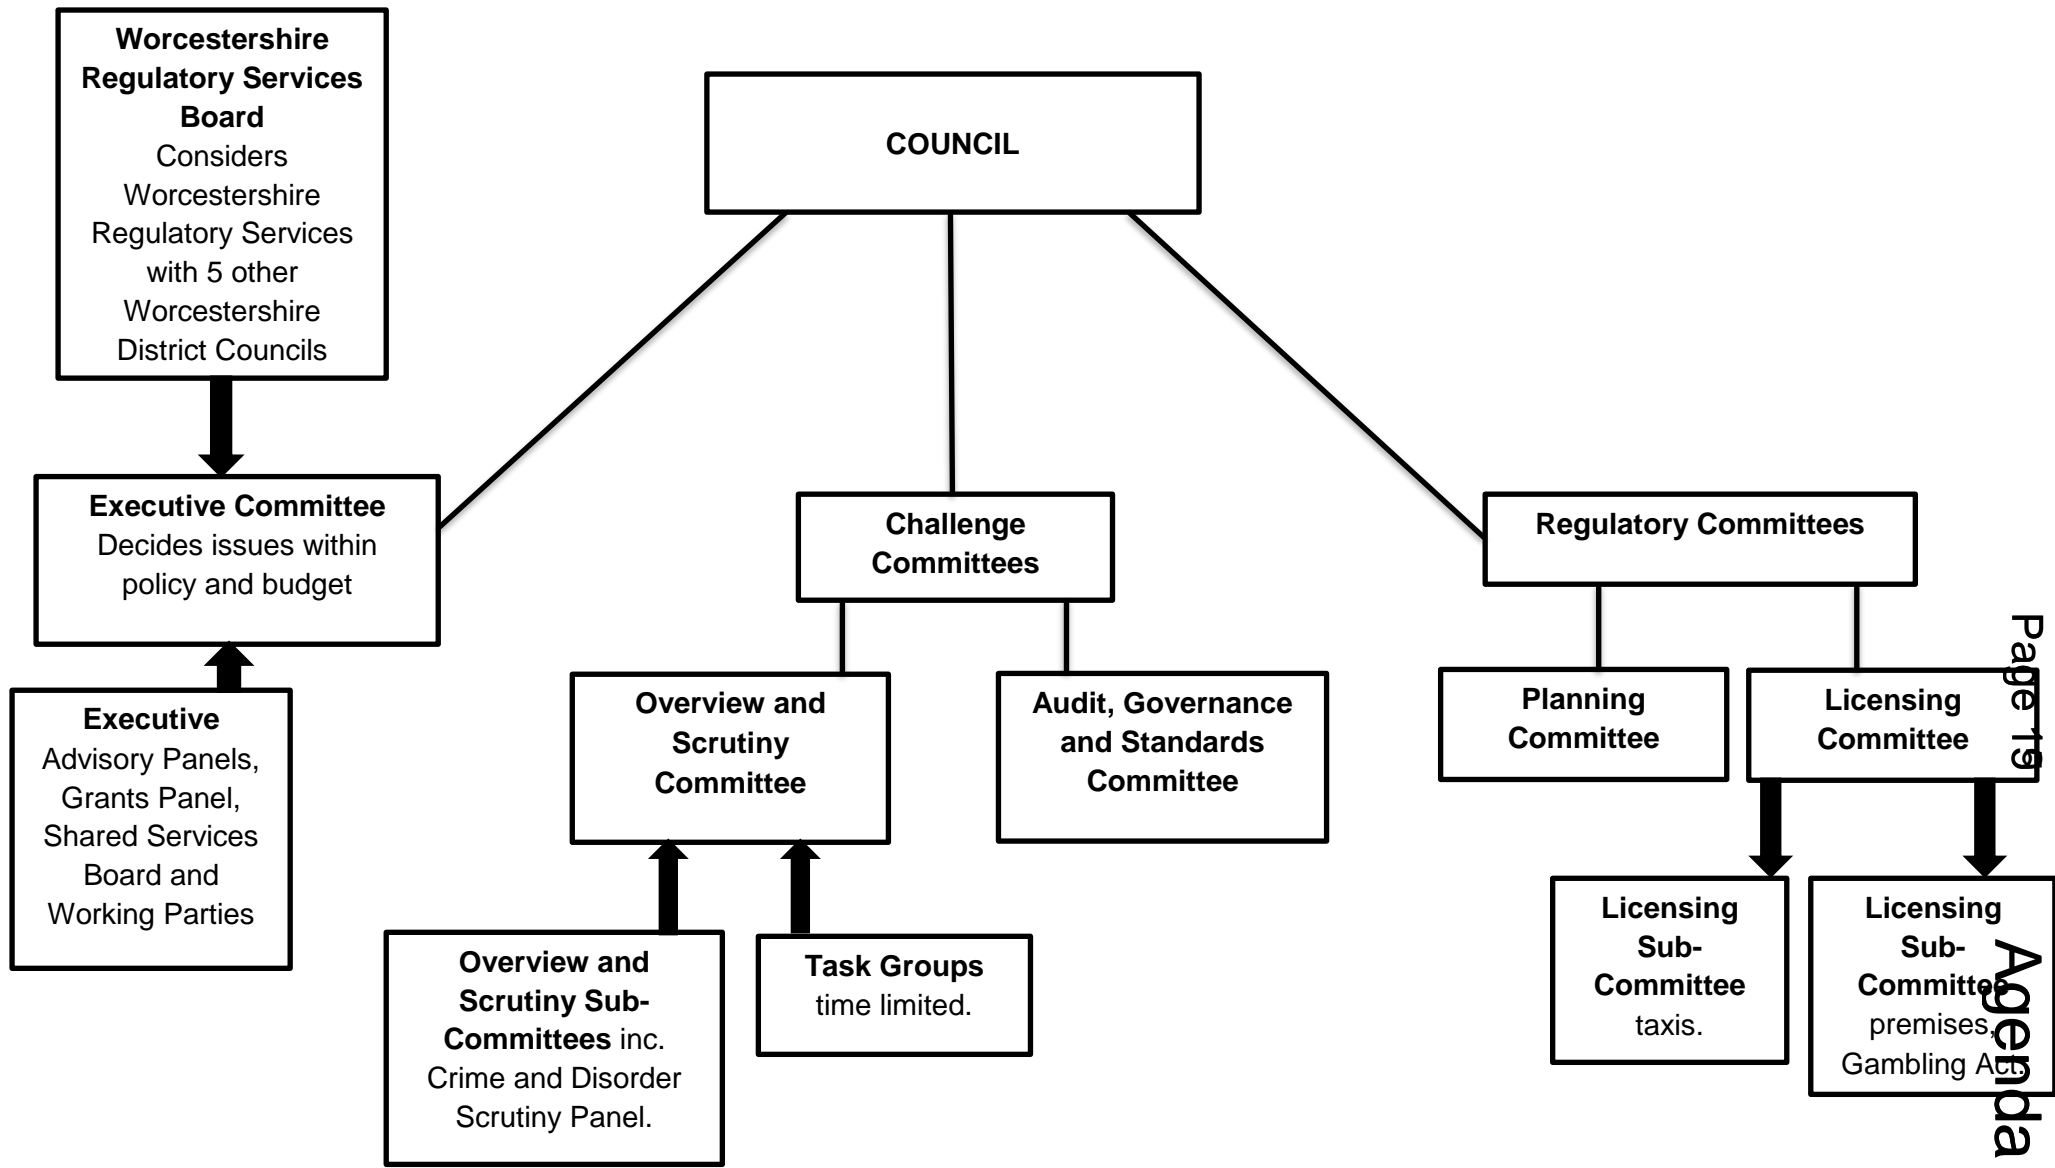 Worcestershire
Regulatory Services
Board
Considers
Worcestershire
Regulatory Services
with 5 other
Worcestershire
District Councils
COUNCIL
Executive Committee
Decides issues within
policy and budget
Challenge
Committees
Regulatory Committees
Executive
Advisory Panels,
Grants Panel,
Shared Services
Board and
Working Parties
Overview and
Scrutiny
Committee
Audit, Governance
and Standards
Committee
Planning
Committee
Licensing
Committee
Overview and
Scrutiny Sub-
Committees inc.
Crime and Disorder
Scrutiny Panel.
Task Groups
time limited.
Licensing
Sub-
Committee
taxis.
Licensing
Sub-
Committee
premises,
Gambling Act.
Page
Agenda